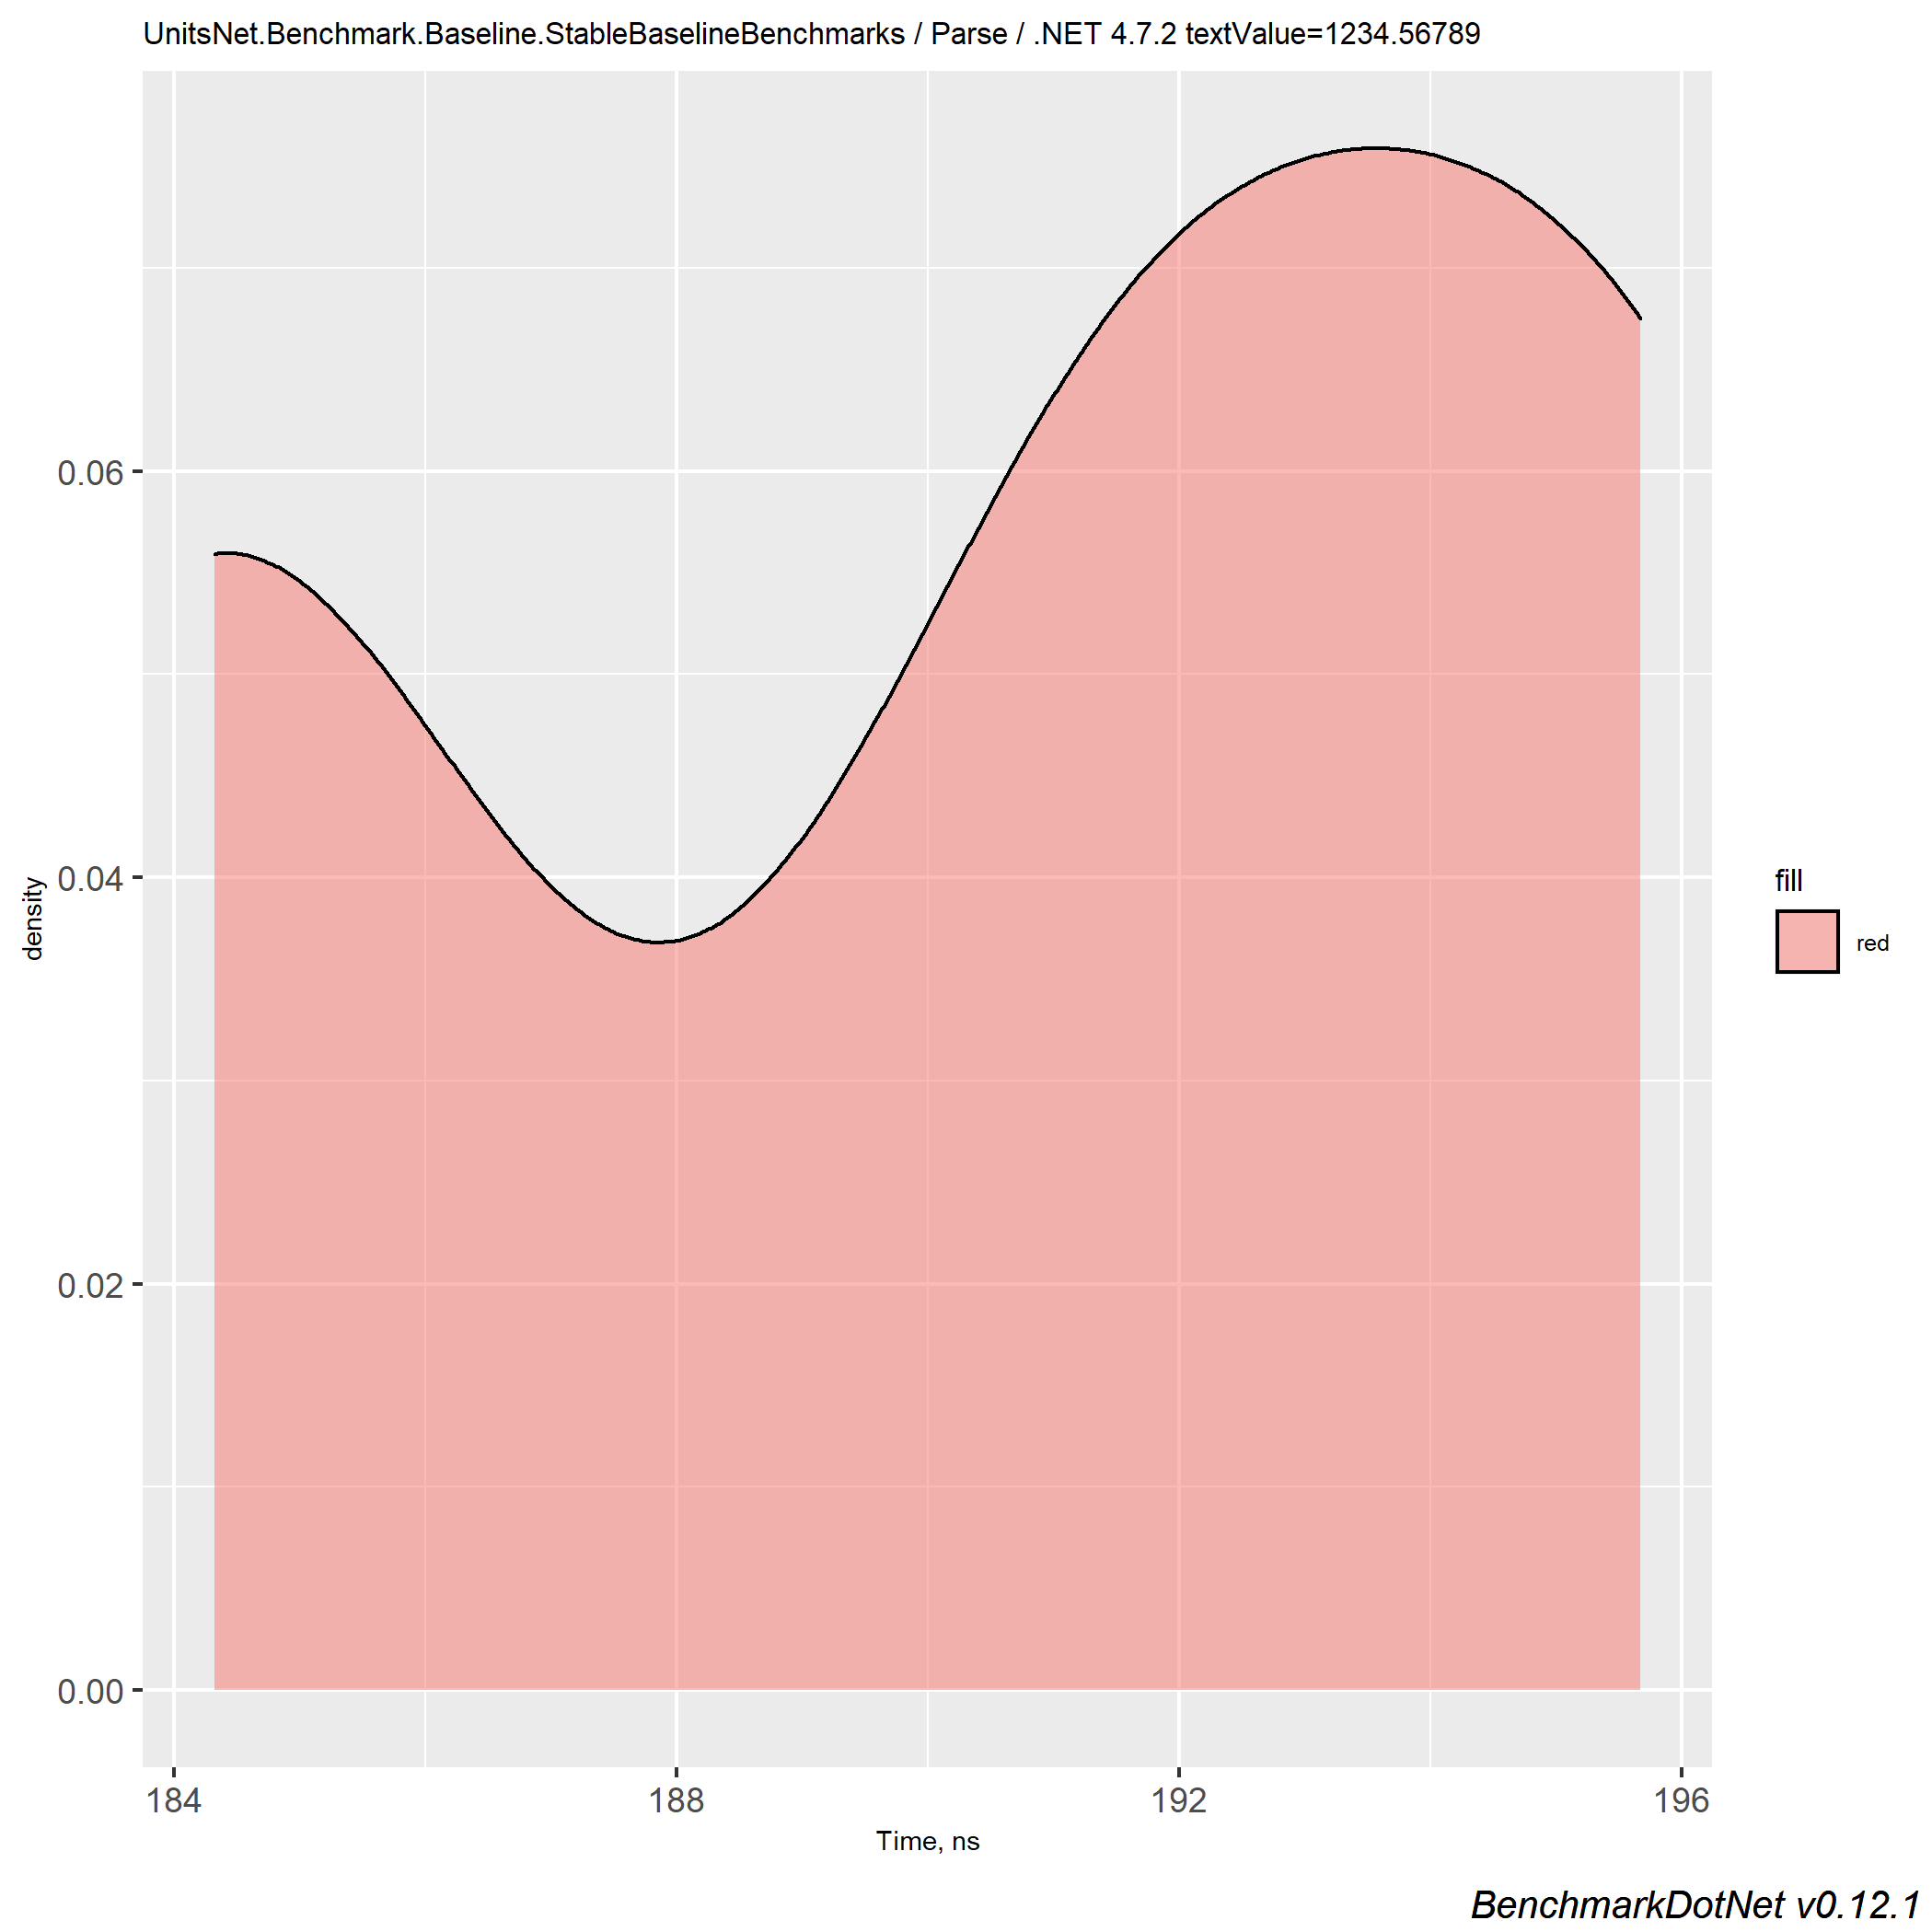 UnitsNet.Benchmark.Baseline.StableBaselineBenchmarks / Parse / .NET 4.7.2 textValue=1234.56789
0.06
0.04
0.02
0.00
density
184 188 192 196
Time, ns
fill
red
BenchmarkDotNet v0.12.1